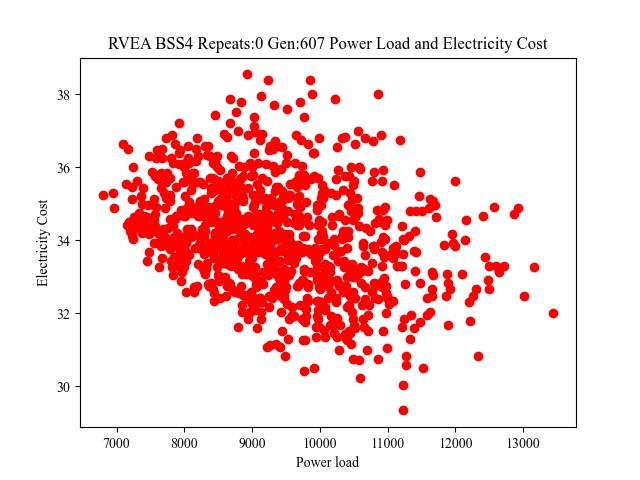 RVEA BSS4 Repeats:0 Gen:607 Power Load and Electricity Cost
38
36
34
32
30
Electricity Cost
7000 8000 9000 10000 11000 12000 13000
Power load